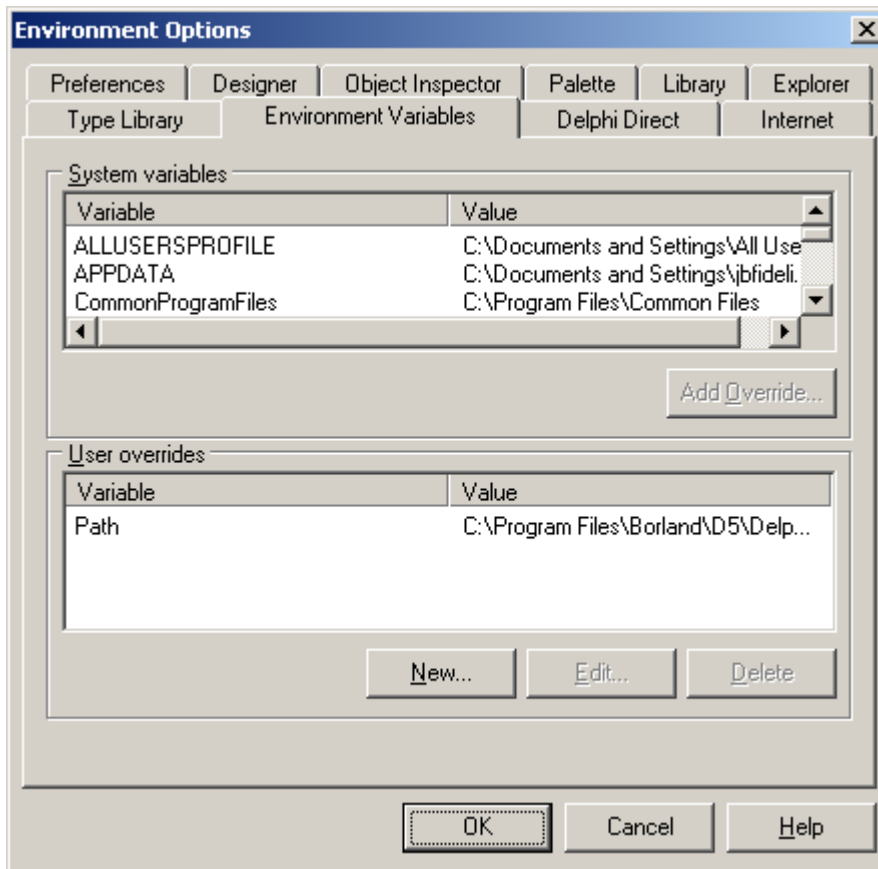 Environment Options
Preferences Designer Object Inspector Palette Library Explorer
Type Library Environment Variables Delphi Direct Internet
System variables
Variable Value
ALLUSERSPROFILE C:\Documents and Settings\All Use
APPDATA C:\Documents and Settings\jbfideli.
CommonProgramFiles C:\Program Files\Common Files
Add Override...
User overrides
Variable Value
Path C:\Program Files\Borland\D5\Delp...
New... Edit... Delete
OK Cancel Help